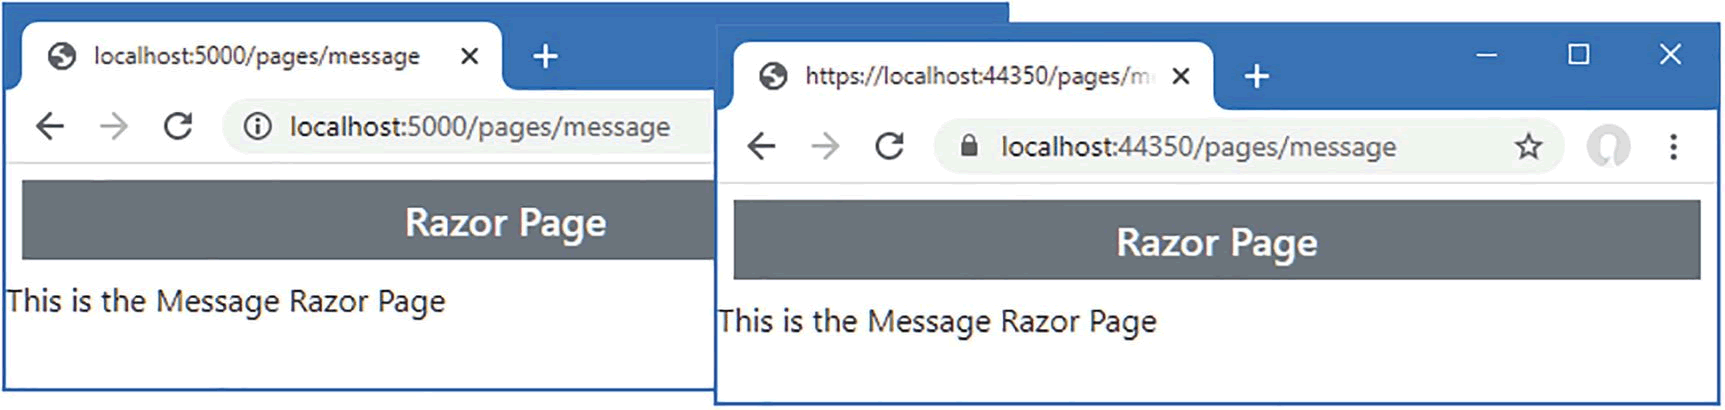 localhost:5000/pages/message
localhost:5000/pages/message
Razor Page
This is the Message Razor Page
https://localhost:44350/pages/m
localhost:44350/pages/message
Razor Page
This is the Message Razor Page